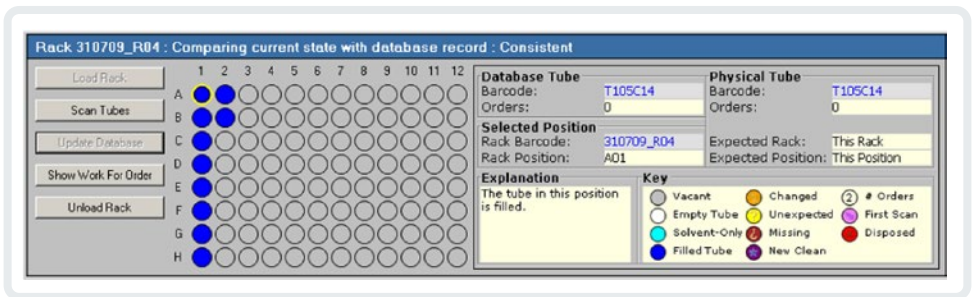 Rack 310709_R04 : Comparing current state with database record : Consistent
Load Rack
Scan Tubes
Update Database
Show Work For Order
Unload Rack
1 2 3 4 5 6 7 8 9 10 11 12
A
B
C
D
E
F
G
H
Database Tube
Barcode: T105C14
Orders: 0
Physical Tube
Barcode: T105C14
Orders: 0
Selected Position
Rack Barcode: 310709_R04 Expected Rack: This Rack
Rack Position: A01 Expected Position: This Position
Explanation
The tube in this position
is filled.
Key
Vacant Changed 2 # Orders
Empty Tube ? Unexpected First Scan
Solvent-Only Missing Disposed
Filled Tube New Clean